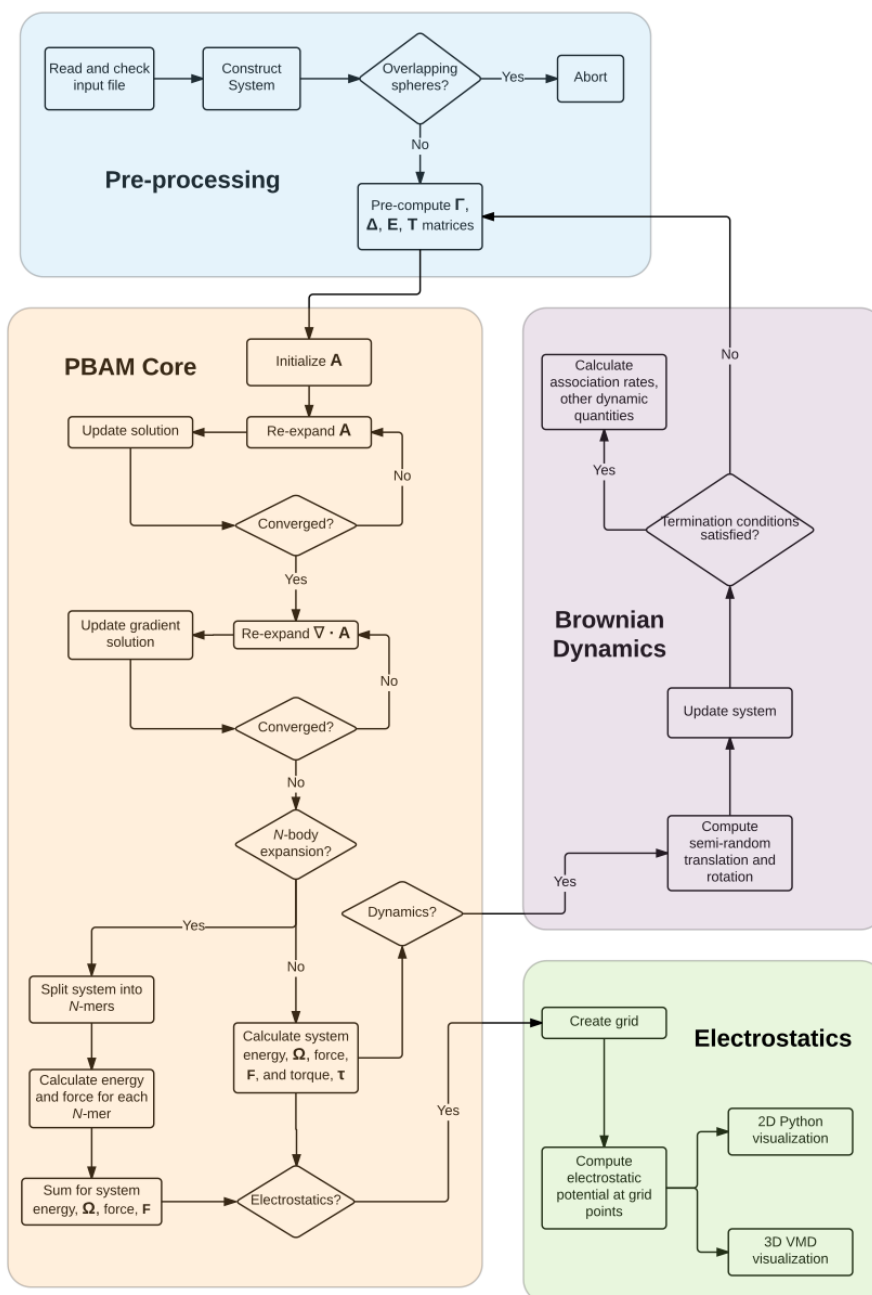 Read and check
input file
Construct
System
Overlapping
spheres?
Yes
Abort
No
Pre-processing
Pre-compute Γ,
Δ, E, T matrices
PBAM Core
Initialize A
Update solution
Re-expand A
No
Converged?
Yes
Update gradient
solution
Re-expand ∇ · A
No
Converged?
No
N-body
expansion?
Yes
Dynamics?
Yes
No
Split system into
N-mers
Calculate system
energy, Ω, force,
F, and torque, τ
Calculate energy
and force for each
N-mer
Yes
Sum for system
energy, Ω, force, F
Electrostatics?
No
Calculate
association rates,
other dynamic
quantities
Yes
Termination conditions
satisfied?
Brownian
Dynamics
Update system
Compute
semi-random
translation and
rotation
Create grid
Electrostatics
2D Python
visualization
Compute
electrostatic
potential at grid
points
3D VMD
visualization